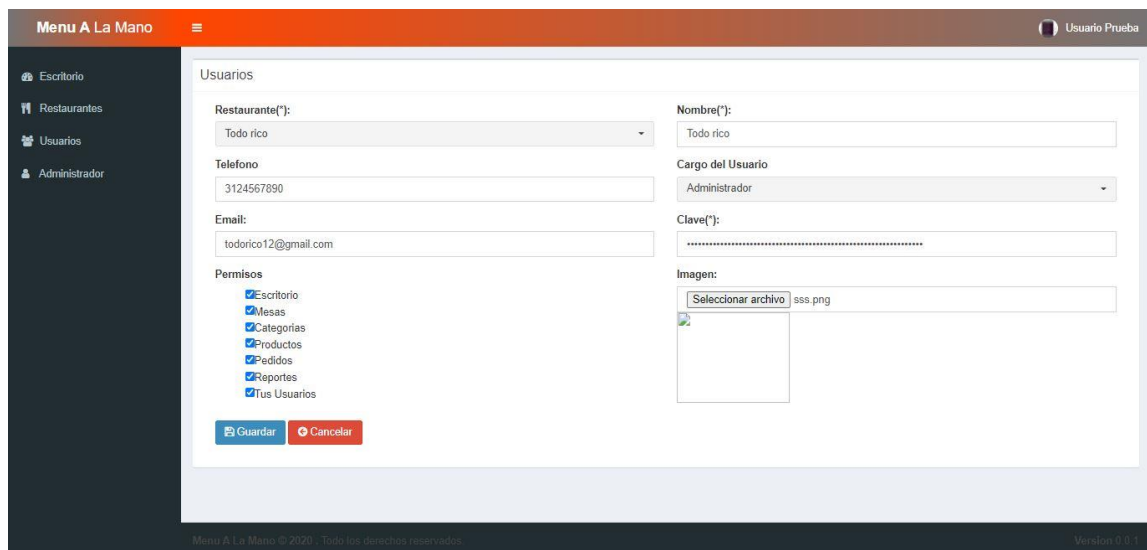 Menu A La Mano
Usuario Prueba
Escritorio
Restaurantes
Usuarios
Administrador
Usuarios
Restaurante(*):
Todo rico
Nombre(*):
Todo rico
Telefono
3124567890
Cargo del Usuario
Administrador
Email:
todorico12@gmail.com
Clave(*):
Permisos
Escritorio
Mesas
Categorias
Productos
Pedidos
Reportes
Tus Usuarios
Imagen:
Seleccionar archivo sss.png
Guardar Cancelar
Menu A La Mano © 2020 . Todo los derechos reservados. Version 0.0.1